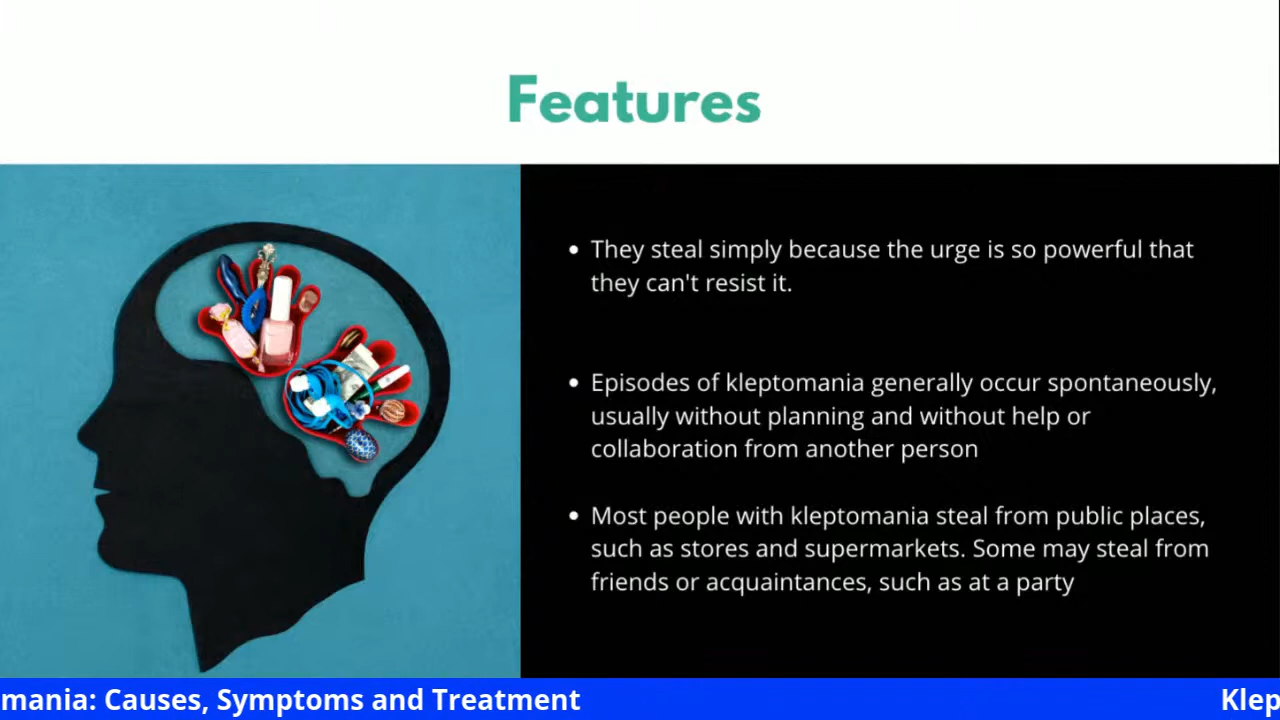 Features
• They steal simply because the urge is so powerful that
they can't resist it.
• Episodes of kleptomania generally occur spontaneously,
usually without planning and without help or
collaboration from another person
• Most people with kleptomania steal from public places,
such as stores and supermarkets. Some may steal from
friends or acquaintances, such as at a party
mania: Causes, Symptoms and Treatment
Klep